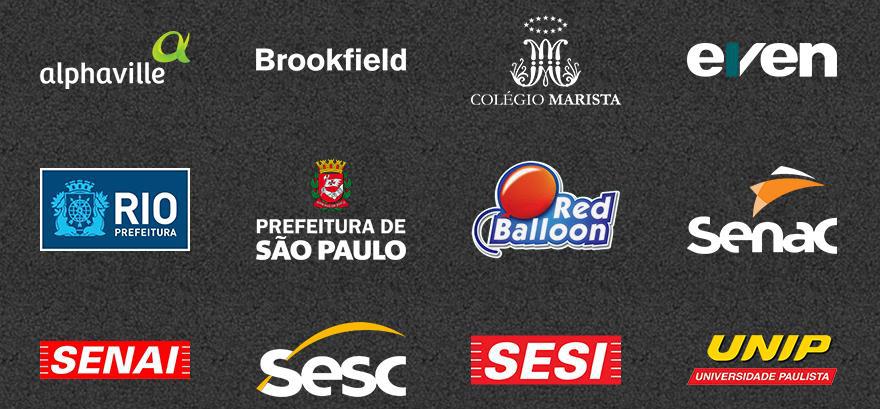 alphaville
Brookfield
COLÉGIO MARISTA
even
RIO
PREFEITURA
PREFEITURA DE
SÃO PAULO
Red
Balloon
senac
SENAI
sesc
SESI
UNIP
UNIVERSIDADE PAULISTA